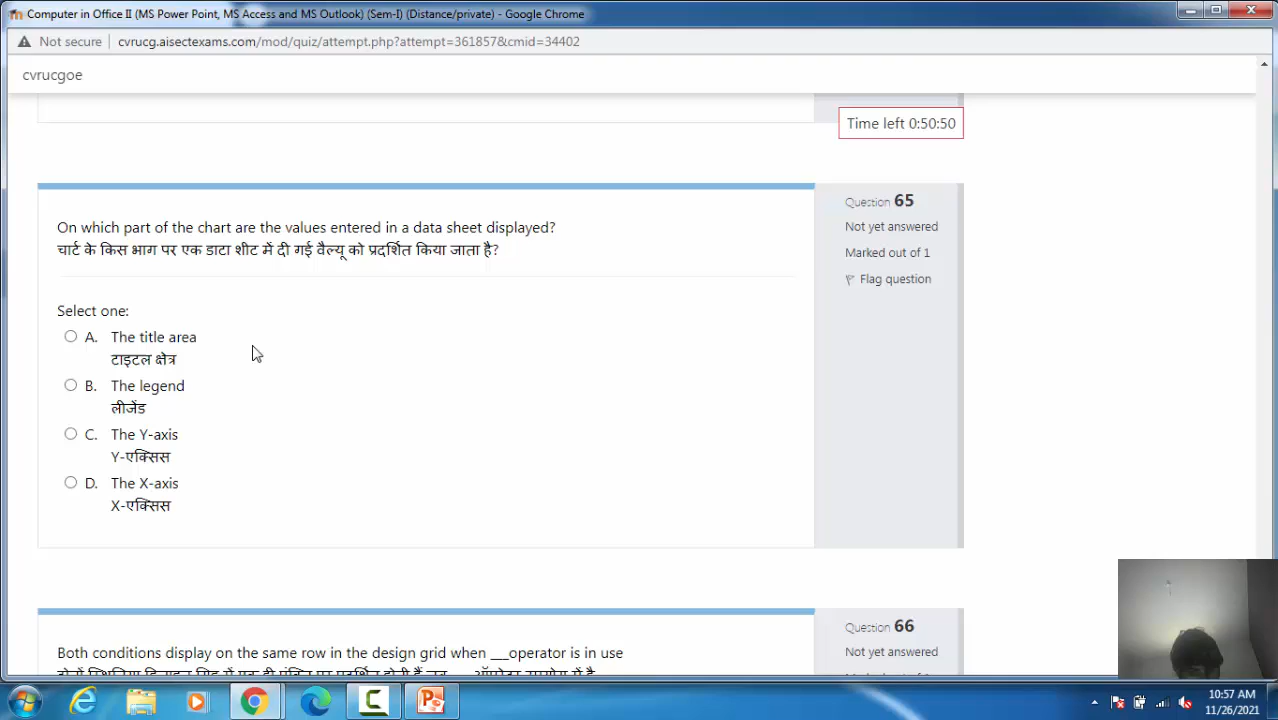 Computer in Office II (MS Power Point, MS Access and MS Outlook) (Sem-I) (Distance/private) - Google Chrome
Not secure | cvrucg.aisectexams.com/mod/quiz/attempt.php?attempt=361857&cmid=34402
cvrucgoe
Time left 0:50:50
Question 65
Not yet answered
Marked out of 1
Flag question
On which part of the chart are the values entered in a data sheet displayed?
चार्ट के किस भाग पर एक डाटा शीट में दी गई वैल्यू को प्रदर्शित किया जाता है?
Select one:
A. The title area
टाइटल क्षेत्र
B. The legend
लीजेंड
C. The Y-axis
Y-एक्सिस
D. The X-axis
X-एक्सिस
Question 66
Not yet answered
Both conditions display on the same row in the design grid when ___operator is in use
10:57 AM
11/26/2021